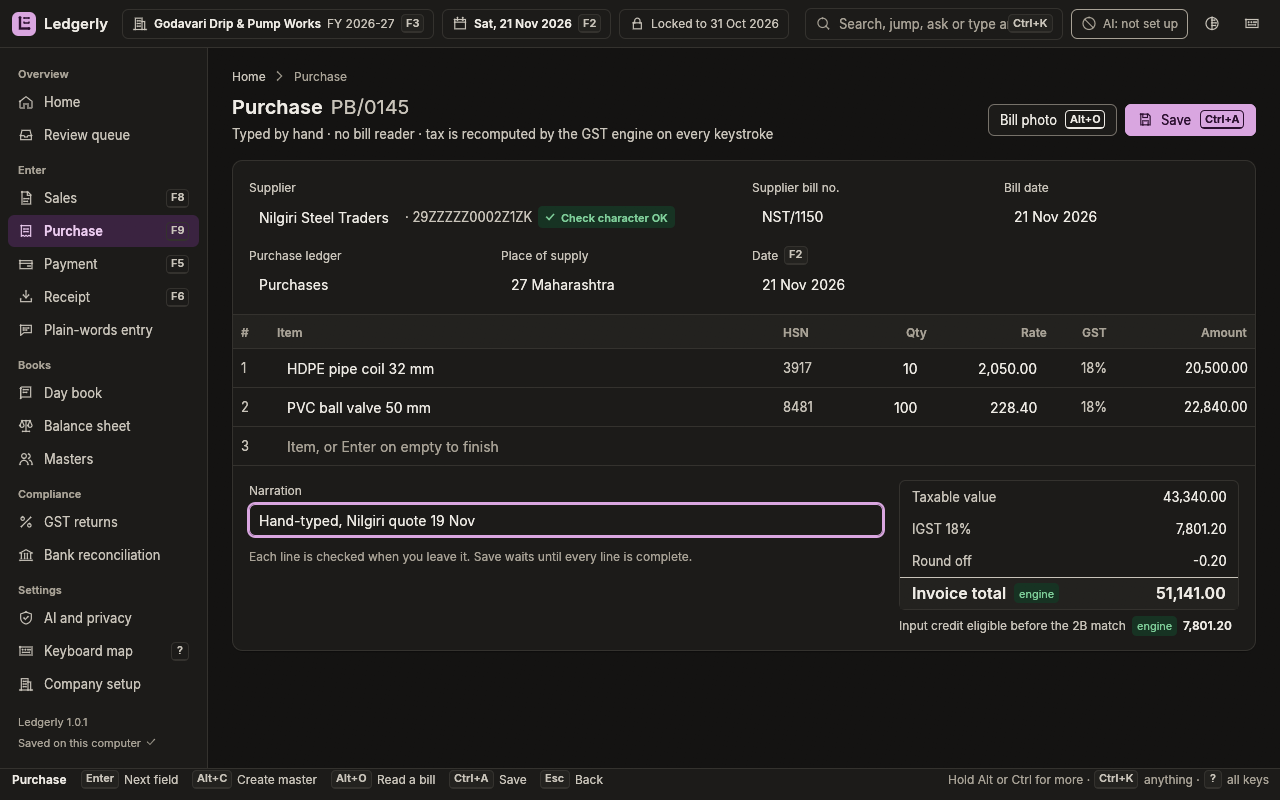 Ledgerly
Godavari Drip & Pump Works FY 2026-27 F3
Sat, 21 Nov 2026 F2
Locked to 31 Oct 2026
Search, jump, ask or type a Ctrl+K
AI: not set up
Overview
Home
Review queue
Enter
Sales F8
Purchase F9
Payment F5
Receipt F6
Plain-words entry
Books
Day book
Balance sheet
Masters
Compliance
GST returns
Bank reconciliation
Settings
AI and privacy
Keyboard map ?
Company setup
Ledgerly 1.0.1
Saved on this computer
Home Purchase
Purchase PB/0145
Typed by hand · no bill reader · tax is recomputed by the GST engine on every keystroke
Bill photo Alt+O
Save Ctrl+A
Supplier Supplier bill no. Bill date
Nilgiri Steel Traders · 29ZZZZZ0002Z1ZK Check character OK NST/1150 21 Nov 2026
Purchase ledger Place of supply Date F2
Purchases 27 Maharashtra 21 Nov 2026
# Item HSN Qty Rate GST Amount
1 HDPE pipe coil 32 mm 3917 10 2,050.00 18% 20,500.00
2 PVC ball valve 50 mm 8481 100 228.40 18% 22,840.00
3 Item, or Enter on empty to finish
Narration
Hand-typed, Nilgiri quote 19 Nov
Each line is checked when you leave it. Save waits until every line is complete.
Taxable value 43,340.00
IGST 18% 7,801.20
Round off -0.20
Invoice total engine 51,141.00
Input credit eligible before the 2B match engine 7,801.20
Purchase Enter Next field Alt+C Create master Alt+O Read a bill Ctrl+A Save Esc Back
Hold Alt or Ctrl for more · Ctrl+K anything · ? all keys